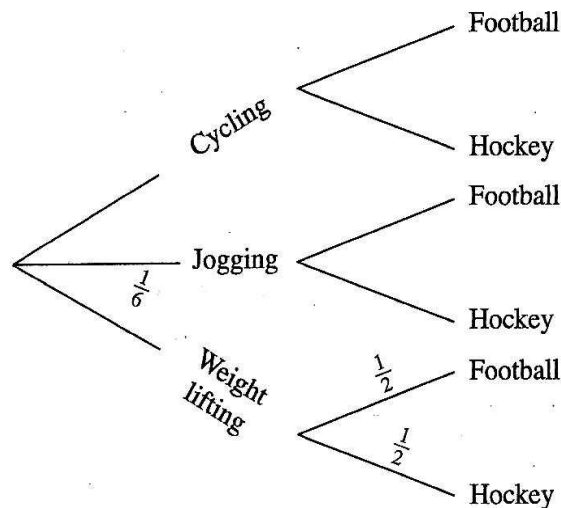 Football
Cycling
Hockey
Football
Jogging
1/6
Hockey
Weight
lifting
1/2
Football
1/2
Hockey